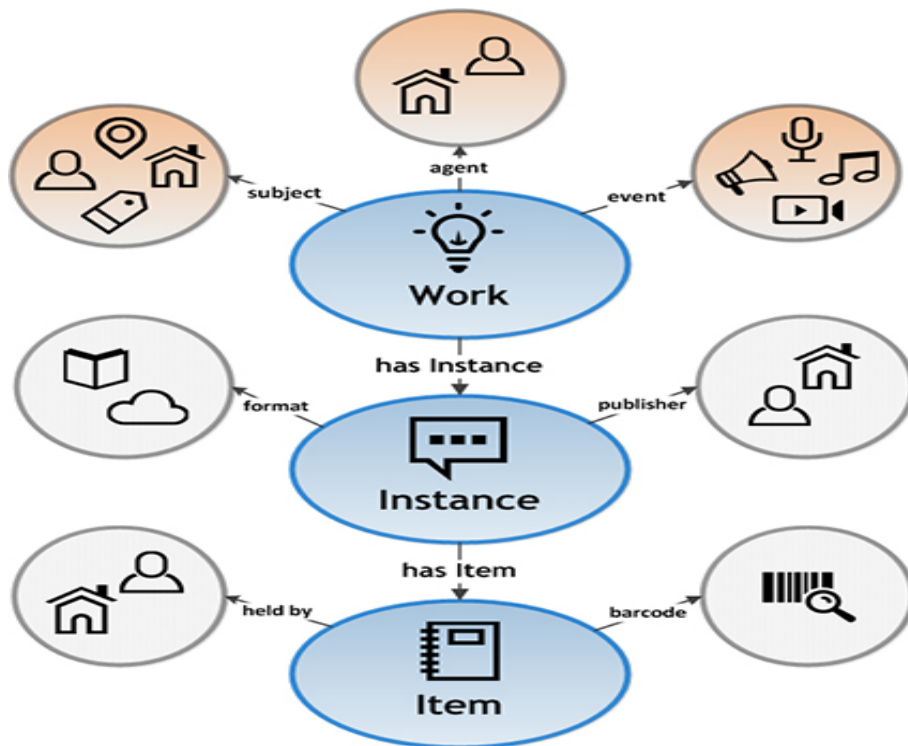 agent
subject
event
Work
has Instance
format
publisher
Instance
has Item
held by
barcode
Item